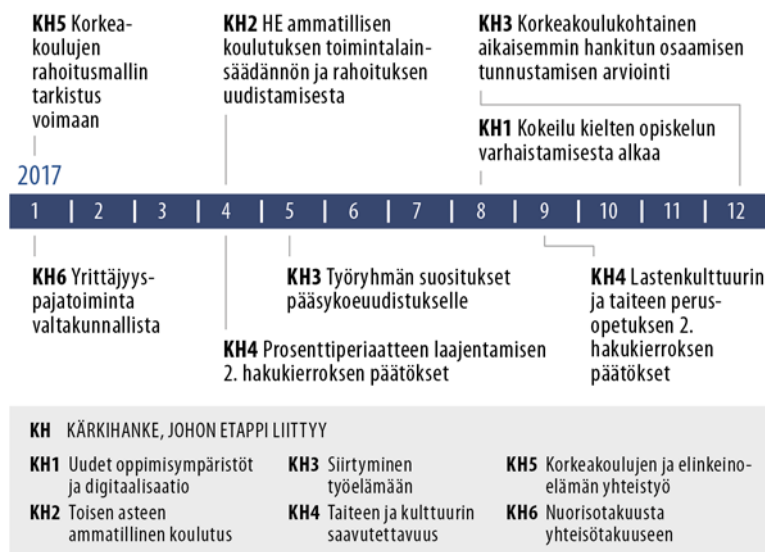 KH5 Korkea-
koulujen
rahoitusmallin
tarkistus
voimaan
KH2 HE ammatillisen
koulutuksen toimintalain-
säädännön ja rahoituksen
uudistamisesta
KH3 Korkeakoulukohtainen
aikaisemmin hankitun osaamisen
tunnustamisen arviointi
KH1 Kokeilu kielten opiskelun
varhaistamisesta alkaa
2017
1 | 2 | 3 | 4 | 5 | 6 | 7 | 8 | 9 | 10 | 11 | 12
KH6 Yrittäjyys-
pajatoiminta
valtakunnallista
KH3 Työryhmän suositukset
pääsykoeuudistukselle
KH4 Prosenttiperiaatteen laajentamisen
2. hakukierroksen päätökset
KH4 Lastenkulttuurin
ja taiteen perus-
opetuksen 2.
hakukierroksen
päätökset
KH KÄRKIHANKE, JOHON ETAPPI LIITTYY
KH1 Uudet oppimisympäristöt
ja digitaalisaatio
KH2 Toisen asteen
ammatillinen koulutus
KH3 Siirtyminen
työelämään
KH4 Taiteen ja kulttuurin
saavutettavuus
KH5 Korkeakoulujen ja elinkeino-
elämän yhteistyö
KH6 Nuorisotakuusta
yhteisötakuuseen